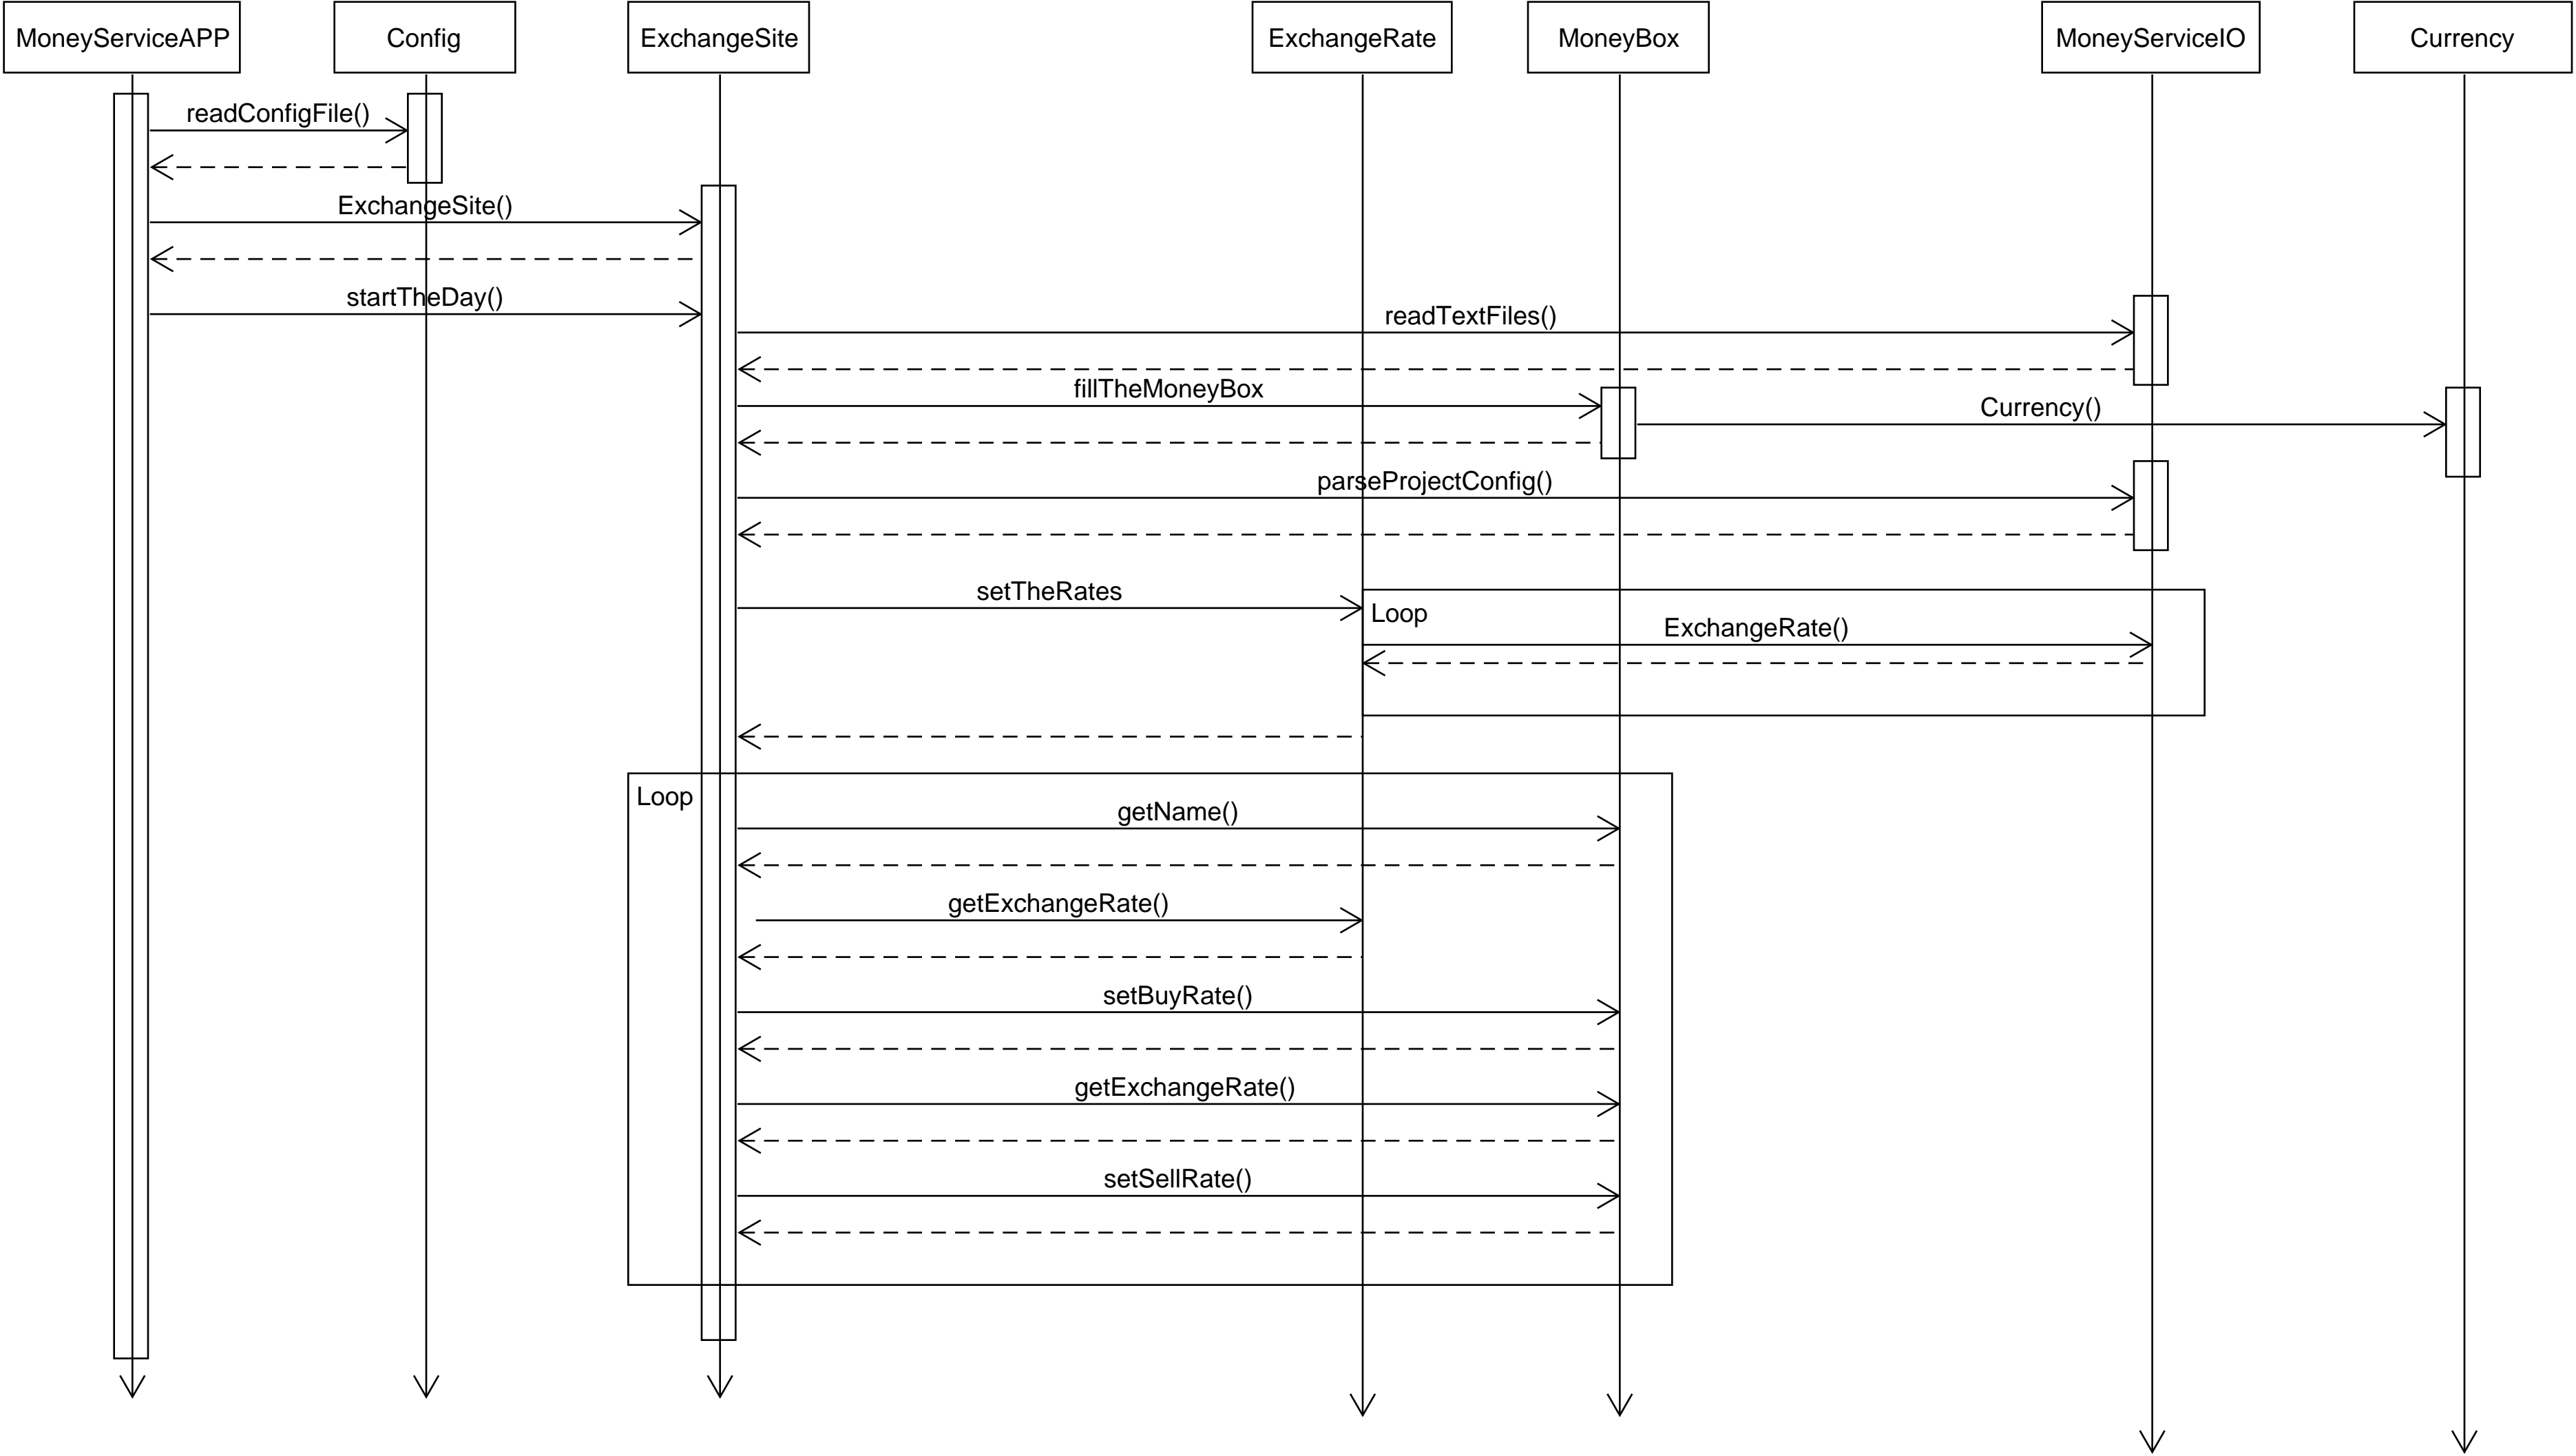 MoneyServiceAPP
Config
ExchangeSite
ExchangeRate
MoneyBox
MoneyServiceIO
Currency
readConfigFile()
ExchangeSite()
startTheDay()
readTextFiles()
fillTheMoneyBox
Currency()
parseProjectConfig()
setTheRates
Loop
ExchangeRate()
Loop
getName()
getExchangeRate()
setBuyRate()
getExchangeRate()
setSellRate()